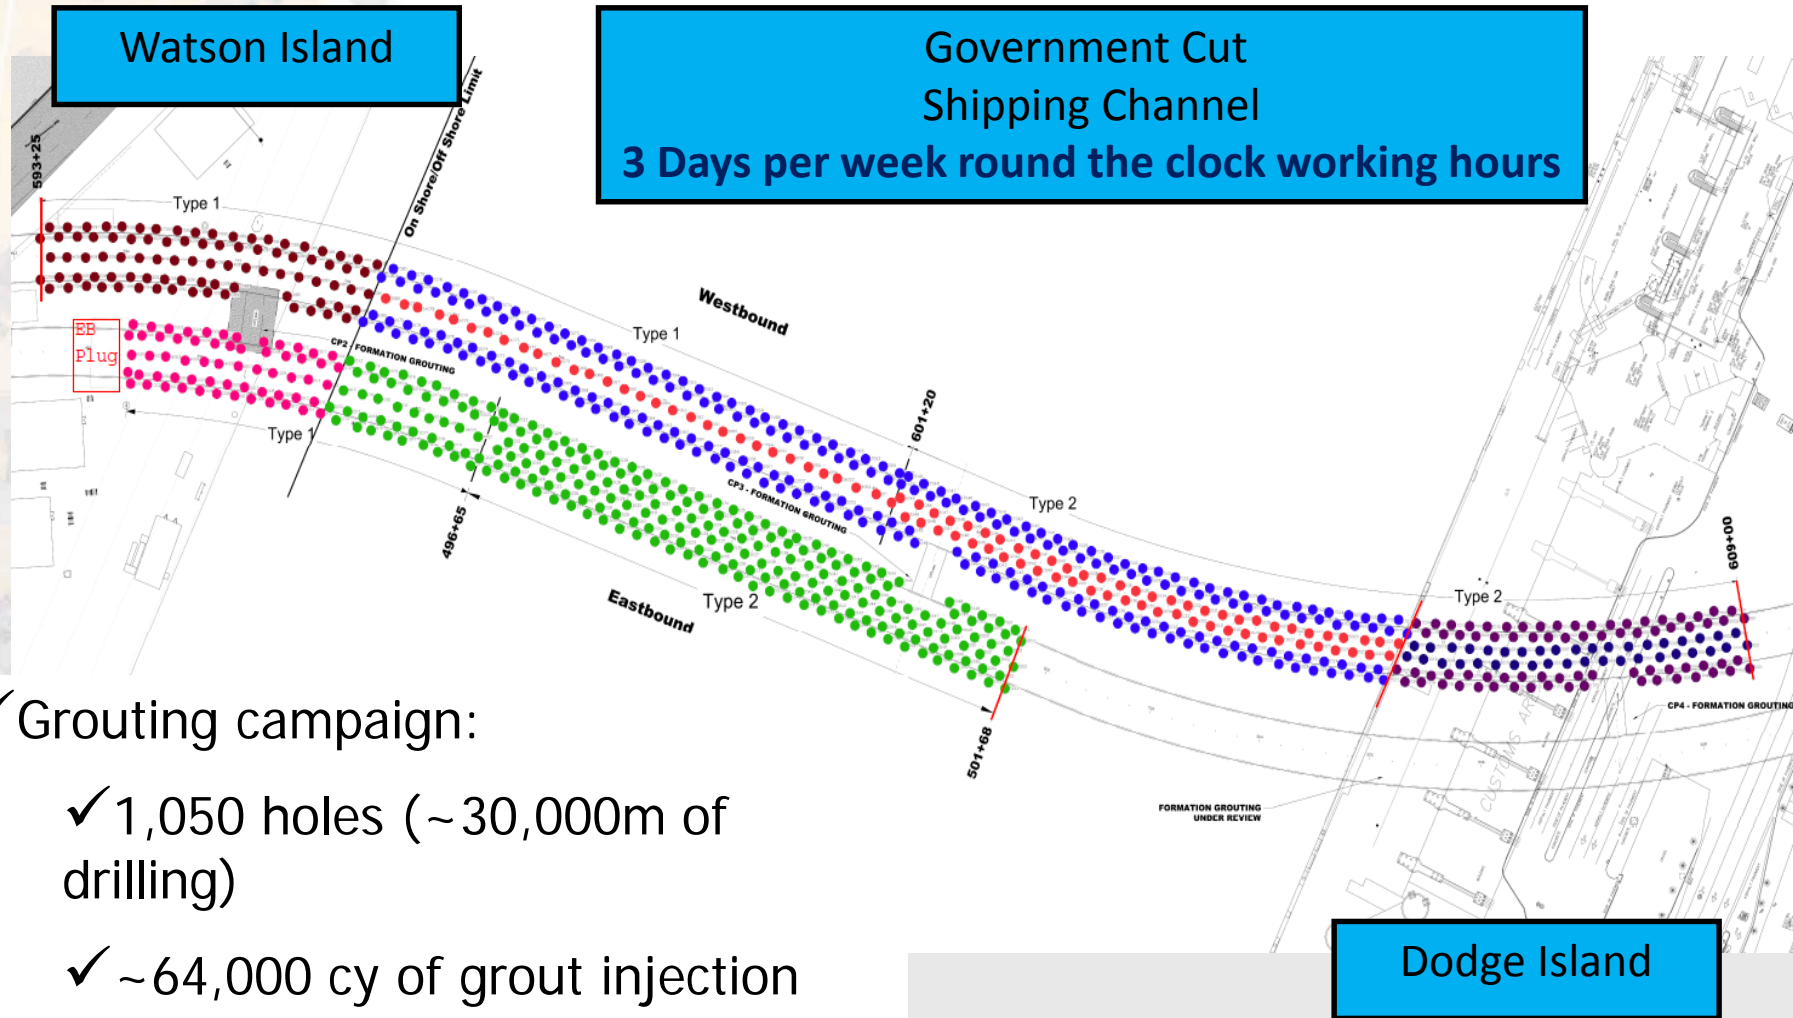 Watson Island
Government Cut
Shipping Channel
3 Days per week round the clock working hours
593+25
Type 1
On Shore/Off Shore Limit
Westbound
Type 1
EB
Plug
CP2 - FORMATION GROUTING
Type 1
601+20
CP3 - FORMATION GROUTING
Type 2
496+65
Eastbound
Type 2
501+68
Type 2
609+00
CP4 - FORMATION GROUTING
CUSTOMS AR
FORMATION GROUTING
UNDER REVIEW
✓Grouting campaign:
✓1,050 holes (~30,000m of
drilling)
✓~64,000 cy of grout injection
Dodge Island